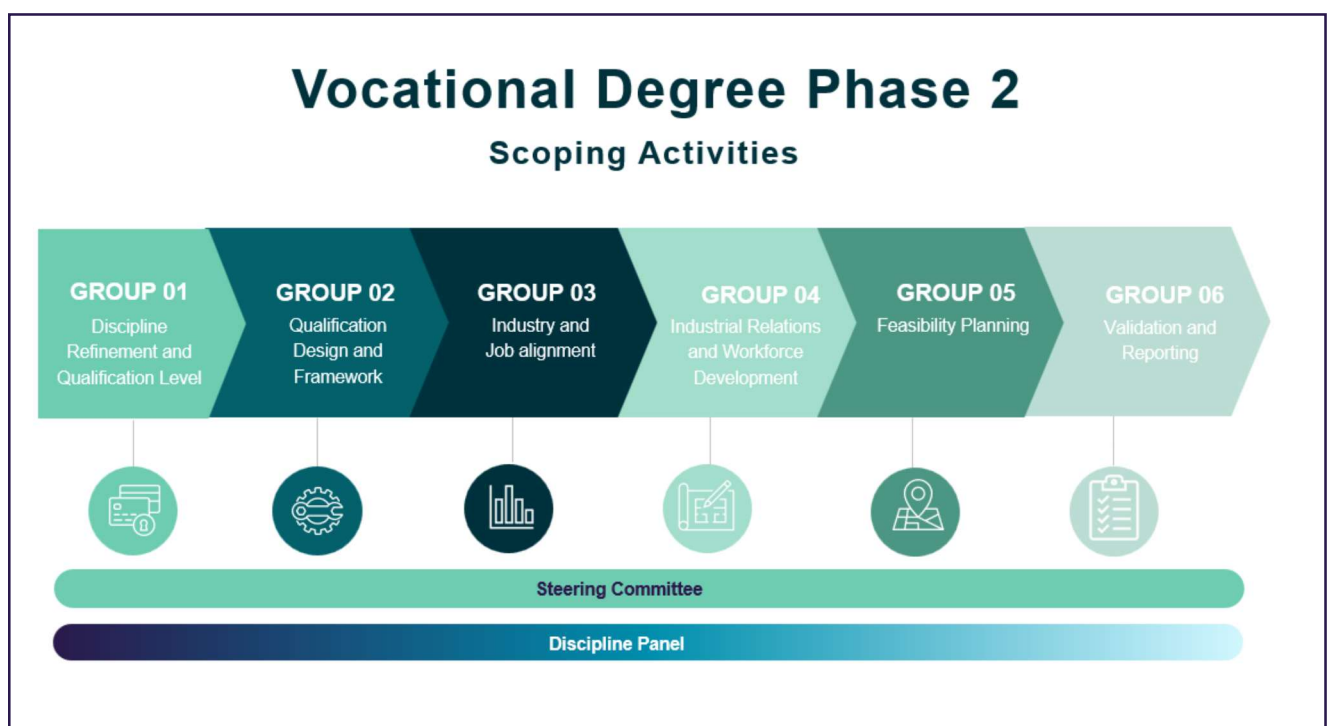 Vocational Degree Phase 2
Scoping Activities
GROUP 01
Discipline
Refinement and
Qualification Level
GROUP 02
Qualification
Design and
Framework
GROUP 03
Industry and
Job alignment
GROUP 04
Industrial Relations
and Workforce
Development
GROUP 05
Feasibility Planning
GROUP 06
Validation and
Reporting
Steering Committee
Discipline Panel